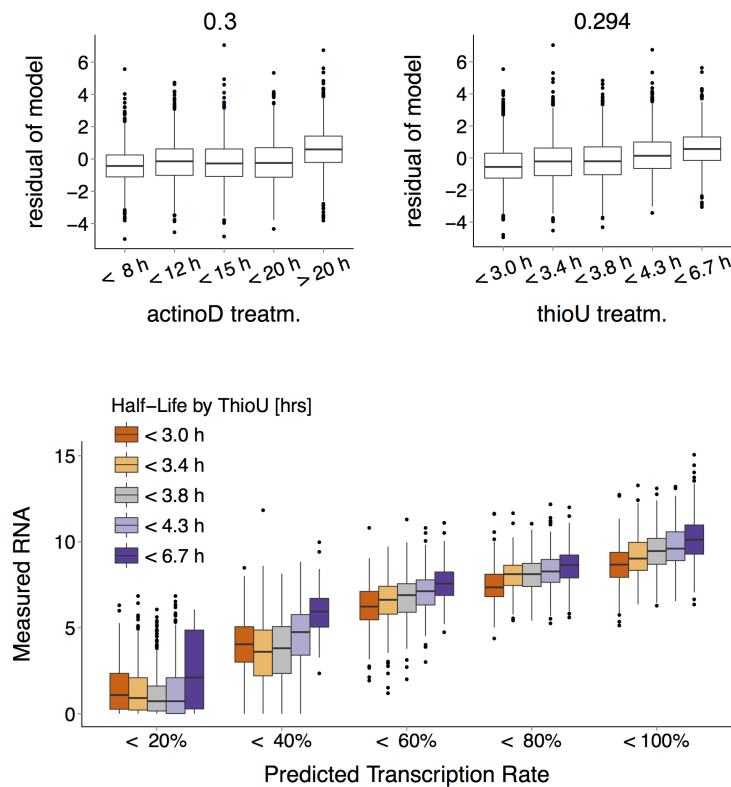 0.3
residual of model
6
4
2
0
−2
−4
< 8 h
< 12 h
< 15 h
< 20 h
> 20 h
actinoD treatm.
0.294
residual of model
6
4
2
0
−2
−4
< 3.0 h
< 3.4 h
< 3.8 h
< 4.3 h
< 6.7 h
thioU treatm.
Half−Life by ThioU [hrs]
< 3.0 h
< 3.4 h
< 3.8 h
< 4.3 h
< 6.7 h
Measured RNA
15
10
5
0
< 20%
< 40%
< 60%
< 80%
< 100%
Predicted Transcription Rate